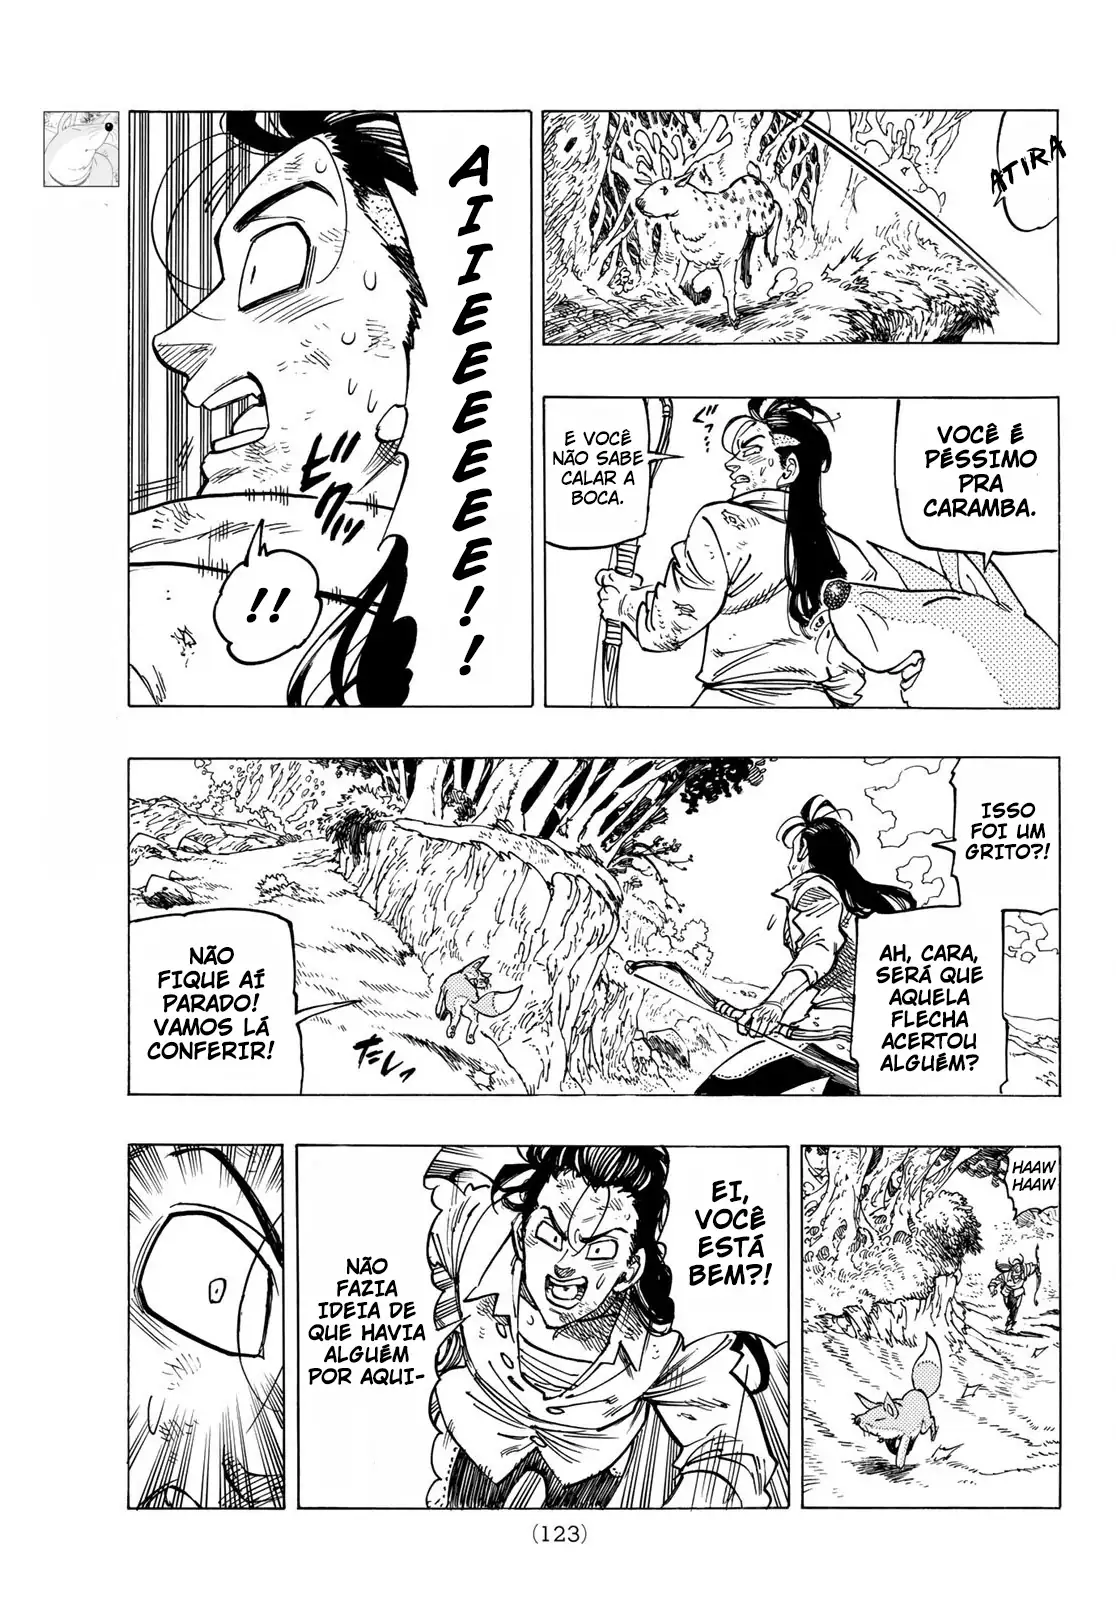 ATIRA
VOCÊ É
PÉSSIMO
PRA
CARAMBA.
E VOCÊ
NÃO SABE
CALAR A
BOCA.
AIIEEEEEE!!
!!
ISSO
FOI UM
GRITO?!
AH, CARA,
SERÁ QUE
AQUELA
FLECHA
ACERTOU
ALGUÉM?
NÃO
FIQUE AÍ
PARADO!
VAMOS LÁ
CONFERIR!
HAAW
HAAW
EI,
VOCÊ
ESTÁ
BEM?!
NÃO
FAZIA
IDEIA DE
QUE HAVIA
ALGUÉM
POR AQUI-
(123)